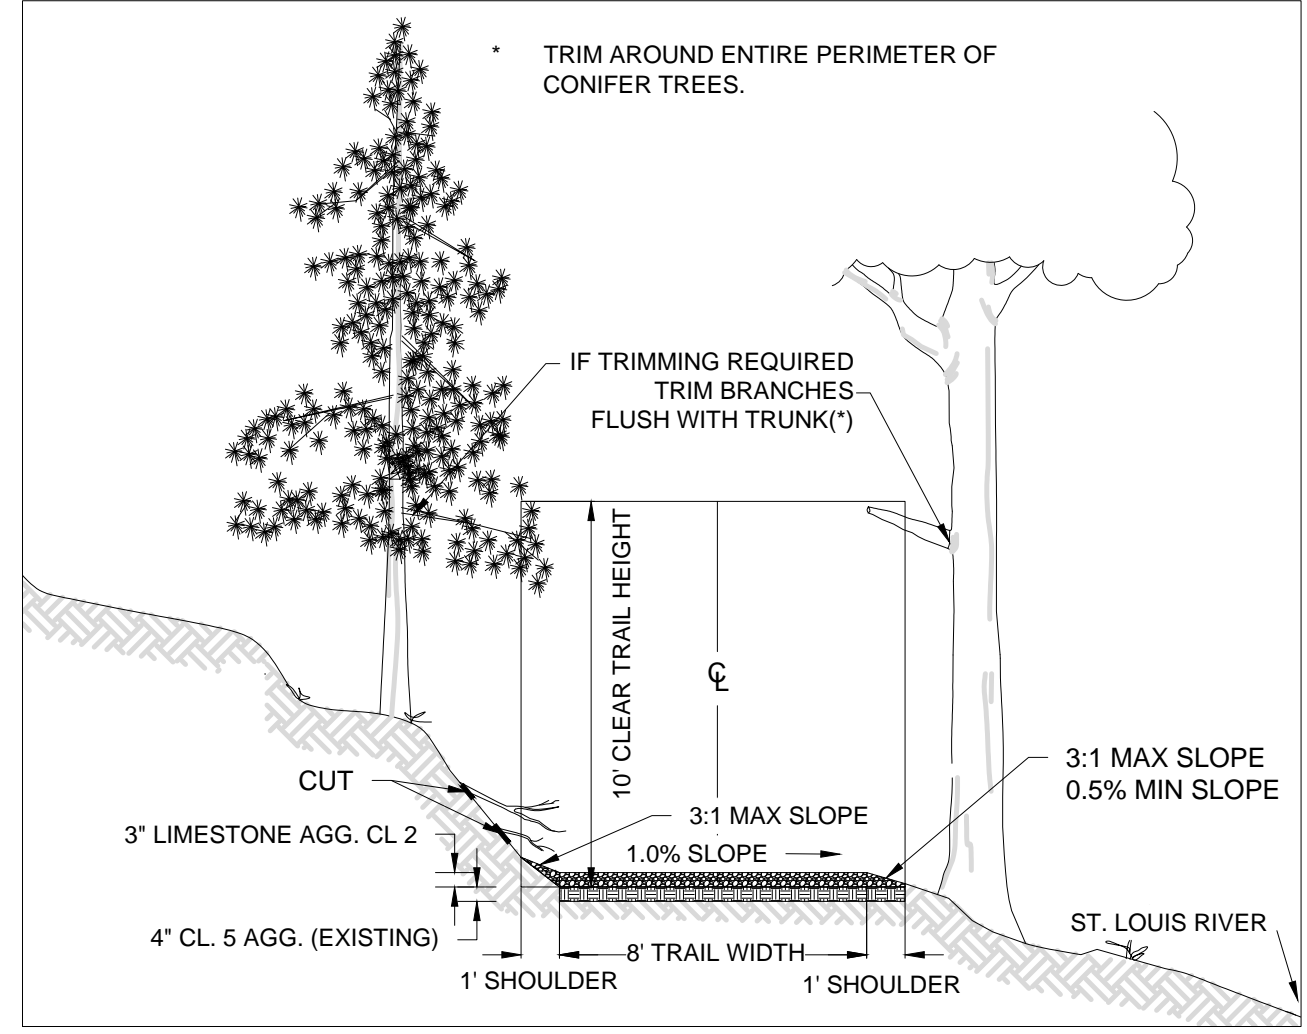 * TRIM AROUND ENTIRE PERIMETER OF
CONIFER TREES.
IF TRIMMING REQUIRED
TRIM BRANCHES
FLUSH WITH TRUNK(*)
10' CLEAR TRAIL HEIGHT
℄
3:1 MAX SLOPE
0.5% MIN SLOPE
CUT
3:1 MAX SLOPE
3" LIMESTONE AGG. CL 2
1.0% SLOPE
ST. LOUIS RIVER
4" CL. 5 AGG. (EXISTING)
8' TRAIL WIDTH
1' SHOULDER
1' SHOULDER